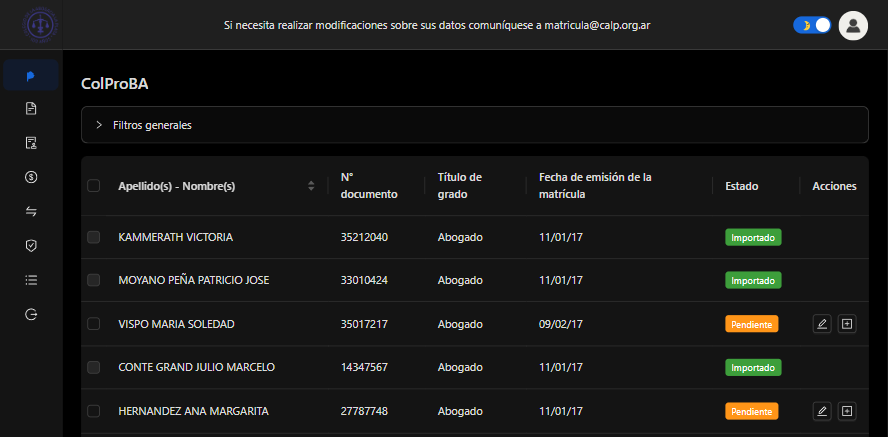 Si necesita realizar modificaciones sobre sus datos comuníquese a matricula@calp.org.ar
ColProBA
Filtros generales
Apellido(s) - Nombre(s) N° documento Título de grado Fecha de emisión de la matrícula Estado Acciones
KAMMERATH VICTORIA 35212040 Abogado 11/01/17 Importado
MOYANO PEÑA PATRICIO JOSE 33010424 Abogado 11/01/17 Importado
VISPO MARIA SOLEDAD 35017217 Abogado 09/02/17 Pendiente
CONTE GRAND JULIO MARCELO 14347567 Abogado 11/01/17 Importado
HERNANDEZ ANA MARGARITA 27787748 Abogado 11/01/17 Pendiente